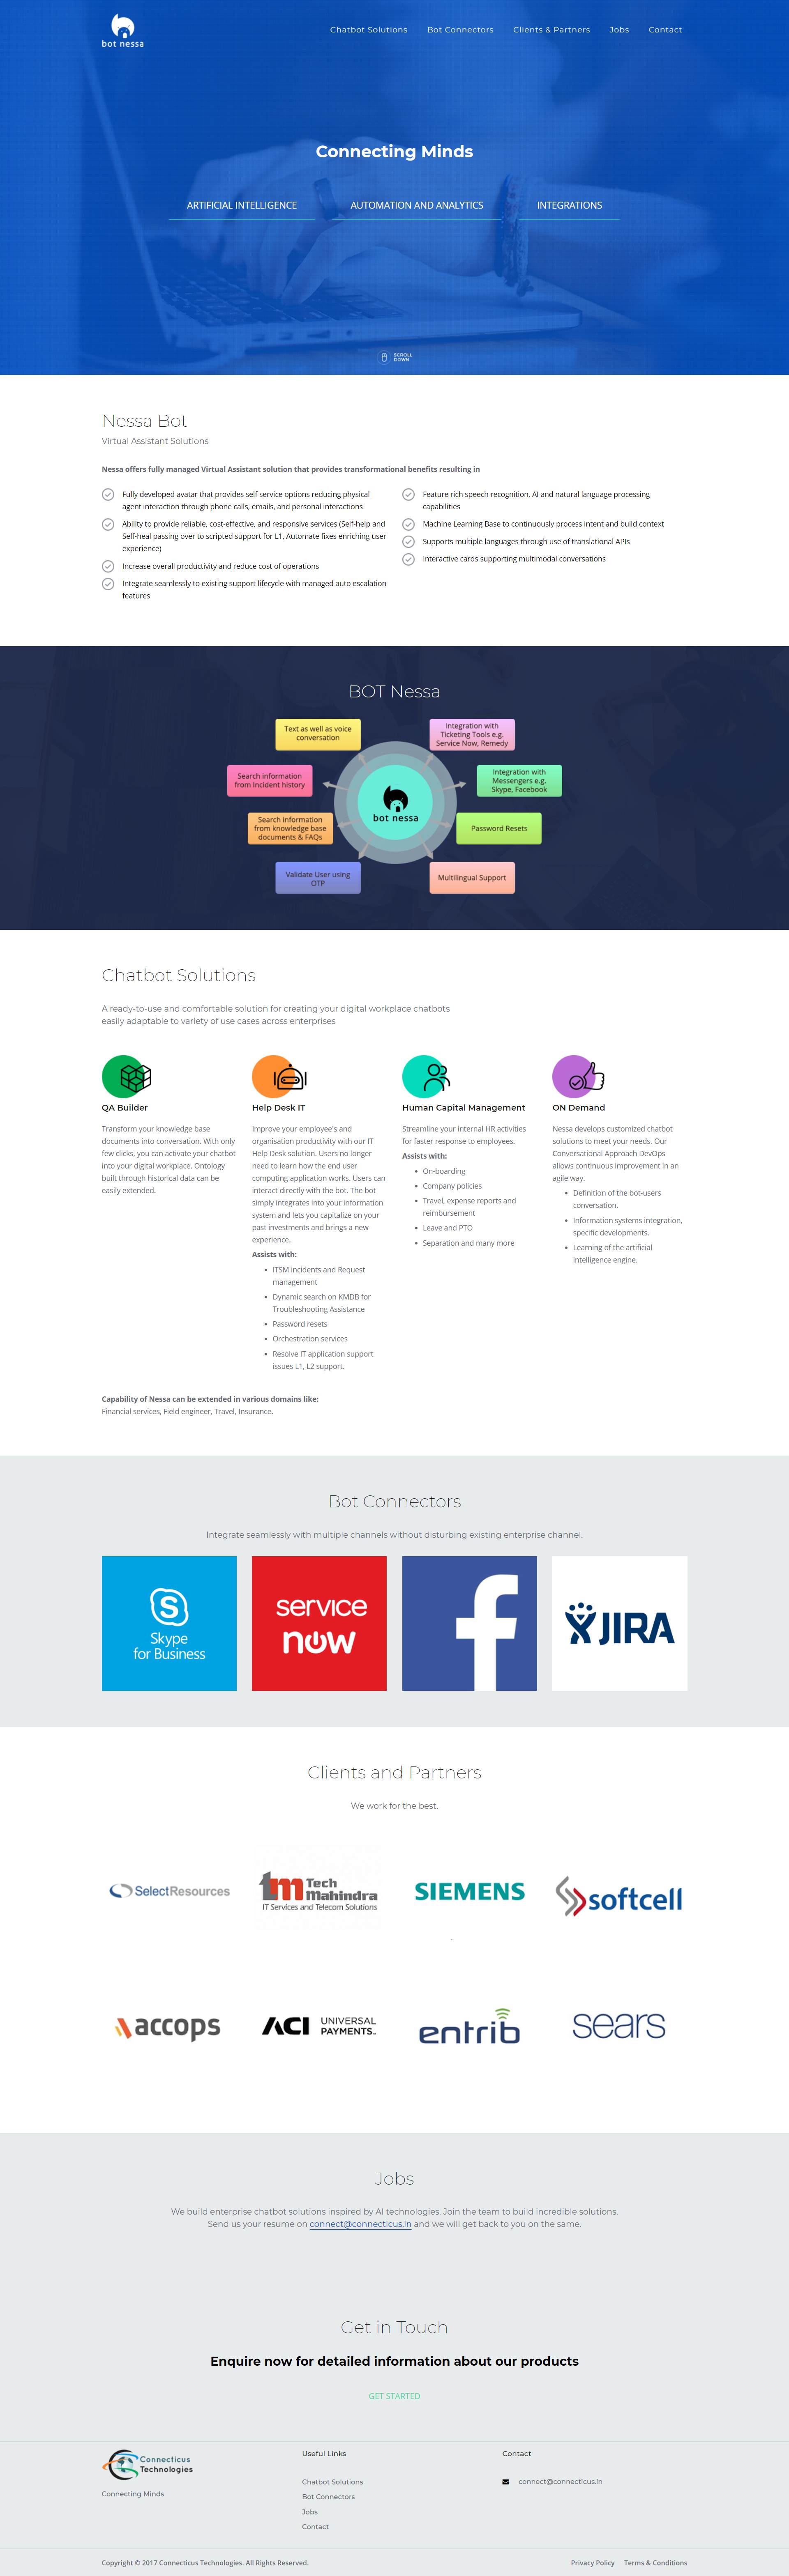 bot nessa
Chatbot Solutions
Bot Connectors
Clients & Partners
Jobs
Contact
Connecting Minds
ARTIFICIAL INTELLIGENCE
AUTOMATION AND ANALYTICS
INTEGRATIONS
SCROLL
DOWN
Nessa Bot
Virtual Assistant Solutions
Nessa offers fully managed Virtual Assistant solution that provides transformational benefits resulting in
Fully developed avatar that provides self service options reducing physical
agent interaction through phone calls, emails, and personal interactions
Ability to provide reliable, cost-effective, and responsive services (Self-help and
Self-heal passing over to scripted support for L1, Automate fixes enriching user
experience)
Increase overall productivity and reduce cost of operations
Integrate seamlessly to existing support lifecycle with managed auto escalation
features
Feature rich speech recognition, AI and natural language processing
capabilities
Machine Learning Base to continuously process intent and build context
Supports multiple languages through use of translational APIs
Interactive cards supporting multimodal conversations
BOT Nessa
Text as well as voice
conversation
Integration with
Ticketing Tools e.g.
Service Now, Remedy
Search information
from Incident history
Integration with
Messengers e.g.
Skype, Facebook
bot nessa
Search information
from knowledge base
documents & FAQs
Password Resets
Validate User using
OTP
Multilingual Support
Chatbot Solutions
A ready-to-use and comfortable solution for creating your digital workplace chatbots
easily adaptable to variety of use cases across enterprises
QA Builder
Transform your knowledge base
documents into conversation. With only
few clicks, you can activate your chatbot
into your digital workplace. Ontology
built through historical data can be
easily extended.
Help Desk IT
Improve your employee's and
organisation productivity with our IT
Help Desk solution. Users no longer
need to learn how the end user
computing application works. Users can
interact directly with the bot. The bot
simply integrates into your information
system and lets you capitalize on your
past investments and brings a new
experience.
Assists with:
ITSM incidents and Request
management
Dynamic search on KMDB for
Troubleshooting Assistance
Password resets
Orchestration services
Resolve IT application support
issues L1, L2 support.
Human Capital Management
Streamline your internal HR activities
for faster response to employees.
Assists with:
On-boarding
Company policies
Travel, expense reports and
reimbursement
Leave and PTO
Separation and many more
ON Demand
Nessa develops customized chatbot
solutions to meet your needs. Our
Conversational Approach DevOps
allows continuous improvement in an
agile way.
Definition of the bot-users
conversation.
Information systems integration,
specific developments.
Learning of the artificial
intelligence engine.
Capability of Nessa can be extended in various domains like:
Financial services, Field engineer, Travel, Insurance.
Bot Connectors
Integrate seamlessly with multiple channels without disturbing existing enterprise channel.
Skype
for Business
service
now
f
JIRA
Clients and Partners
We work for the best.
SelectResources
Tech
Mahindra
IT Services and Telecom Solutions
SIEMENS
softcell
accops
ACI UNIVERSAL
PAYMENTS.
entrib
sears
Jobs
We build enterprise chatbot solutions inspired by AI technologies. Join the team to build incredible solutions.
Send us your resume on connect@connecticus.in and we will get back to you on the same.
Get in Touch
Enquire now for detailed information about our products
GET STARTED
Connecticus
Technologies
Connecting Minds
Useful Links
Chatbot Solutions
Bot Connectors
Jobs
Contact
Contact
connect@connecticus.in
Copyright © 2017 Connecticus Technologies. All Rights Reserved.
Privacy Policy
Terms & Conditions